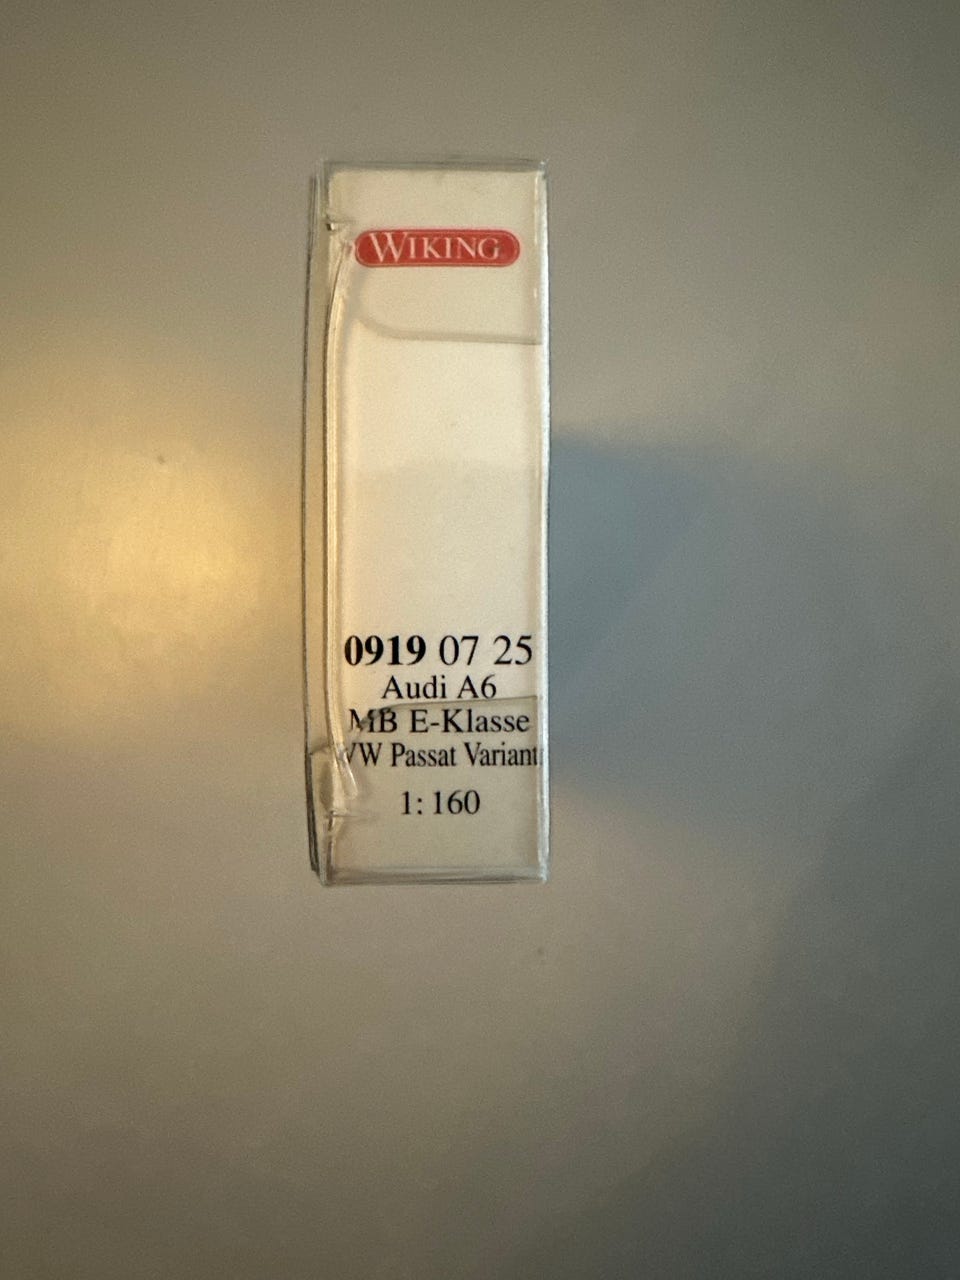 WIKING
0919 07 25
Audi A6
MB E-Klasse
VW Passat Variant
1:160